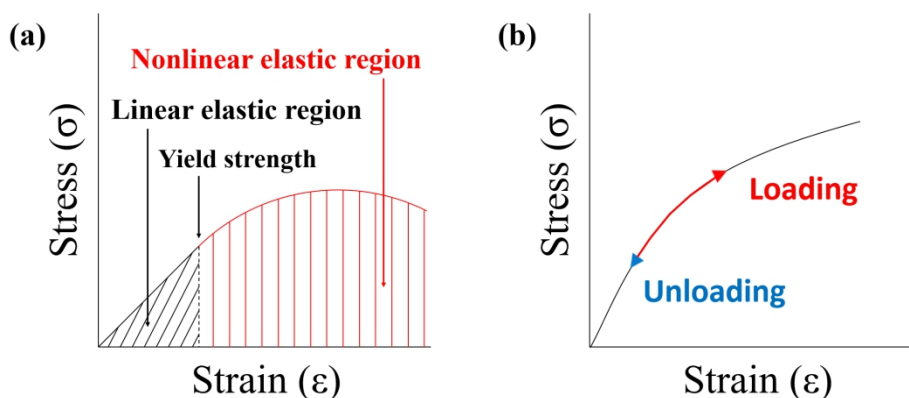 (a)
Nonlinear elastic region
Linear elastic region
Yield strength
Stress (σ)
Strain (ε)
(b)
Loading
Unloading
Stress (σ)
Strain (ε)